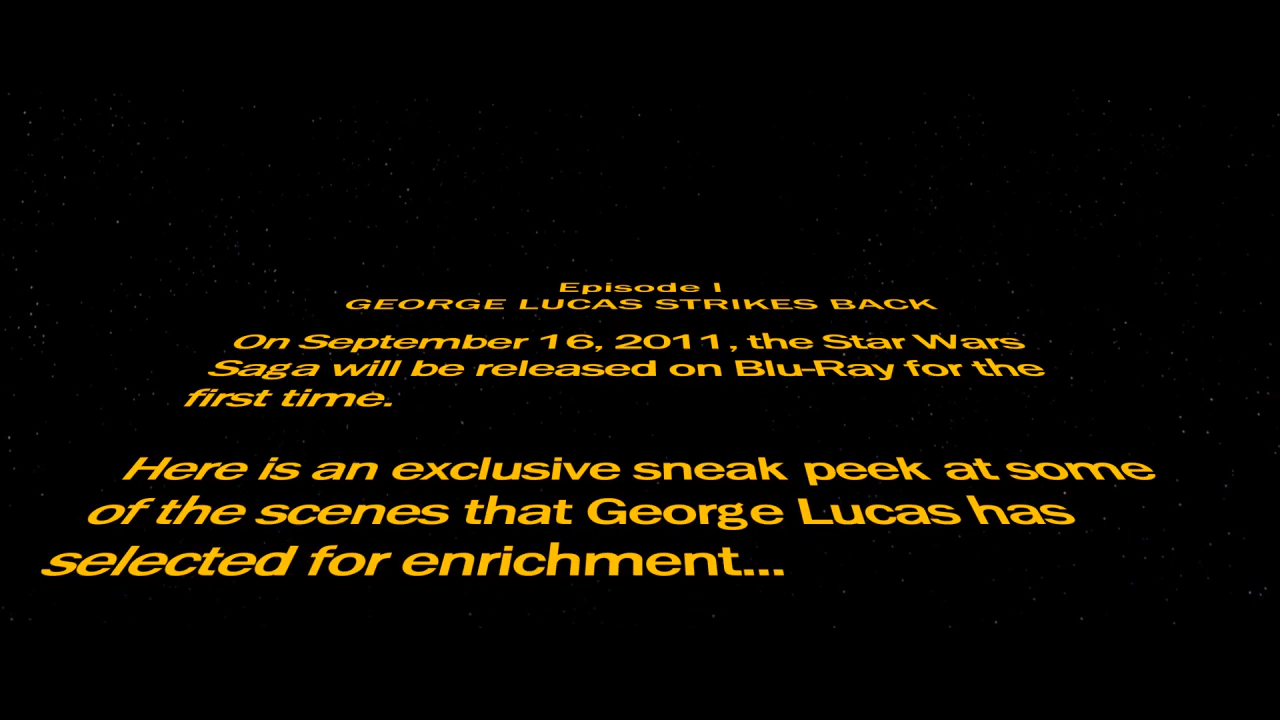 Episode I
GEORGE LUCAS STRIKES BACK
On September 16, 2011, the Star Wars
Saga will be released on Blu-Ray for the
first time.
Here is an exclusive sneak peek at some
of the scenes that George Lucas has
selected for enrichment...